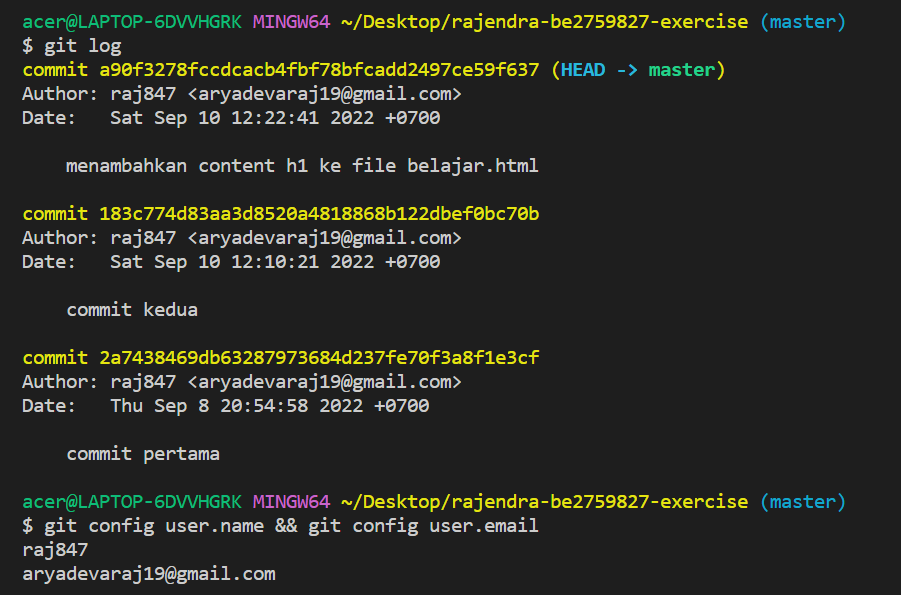 acer@LAPTOP-6DVVHGRK MINGW64 ~/Desktop/rajendra-be2759827-exercise (master)
$ git log
commit a90f3278fccdcacb4fbf78bfcadd2497ce59f637 (HEAD -> master)
Author: raj847 <aryadevaraj19@gmail.com>
Date:   Sat Sep 10 12:22:41 2022 +0700
    menambahkan content h1 ke file belajar.html
commit 183c774d83aa3d8520a4818868b122dbef0bc70b
Author: raj847 <aryadevaraj19@gmail.com>
Date:   Sat Sep 10 12:10:21 2022 +0700
    commit kedua
commit 2a7438469db63287973684d237fe70f3a8f1e3cf
Author: raj847 <aryadevaraj19@gmail.com>
Date:   Thu Sep 8 20:54:58 2022 +0700
    commit pertama
acer@LAPTOP-6DVVHGRK MINGW64 ~/Desktop/rajendra-be2759827-exercise (master)
$ git config user.name && git config user.email
raj847
aryadevaraj19@gmail.com